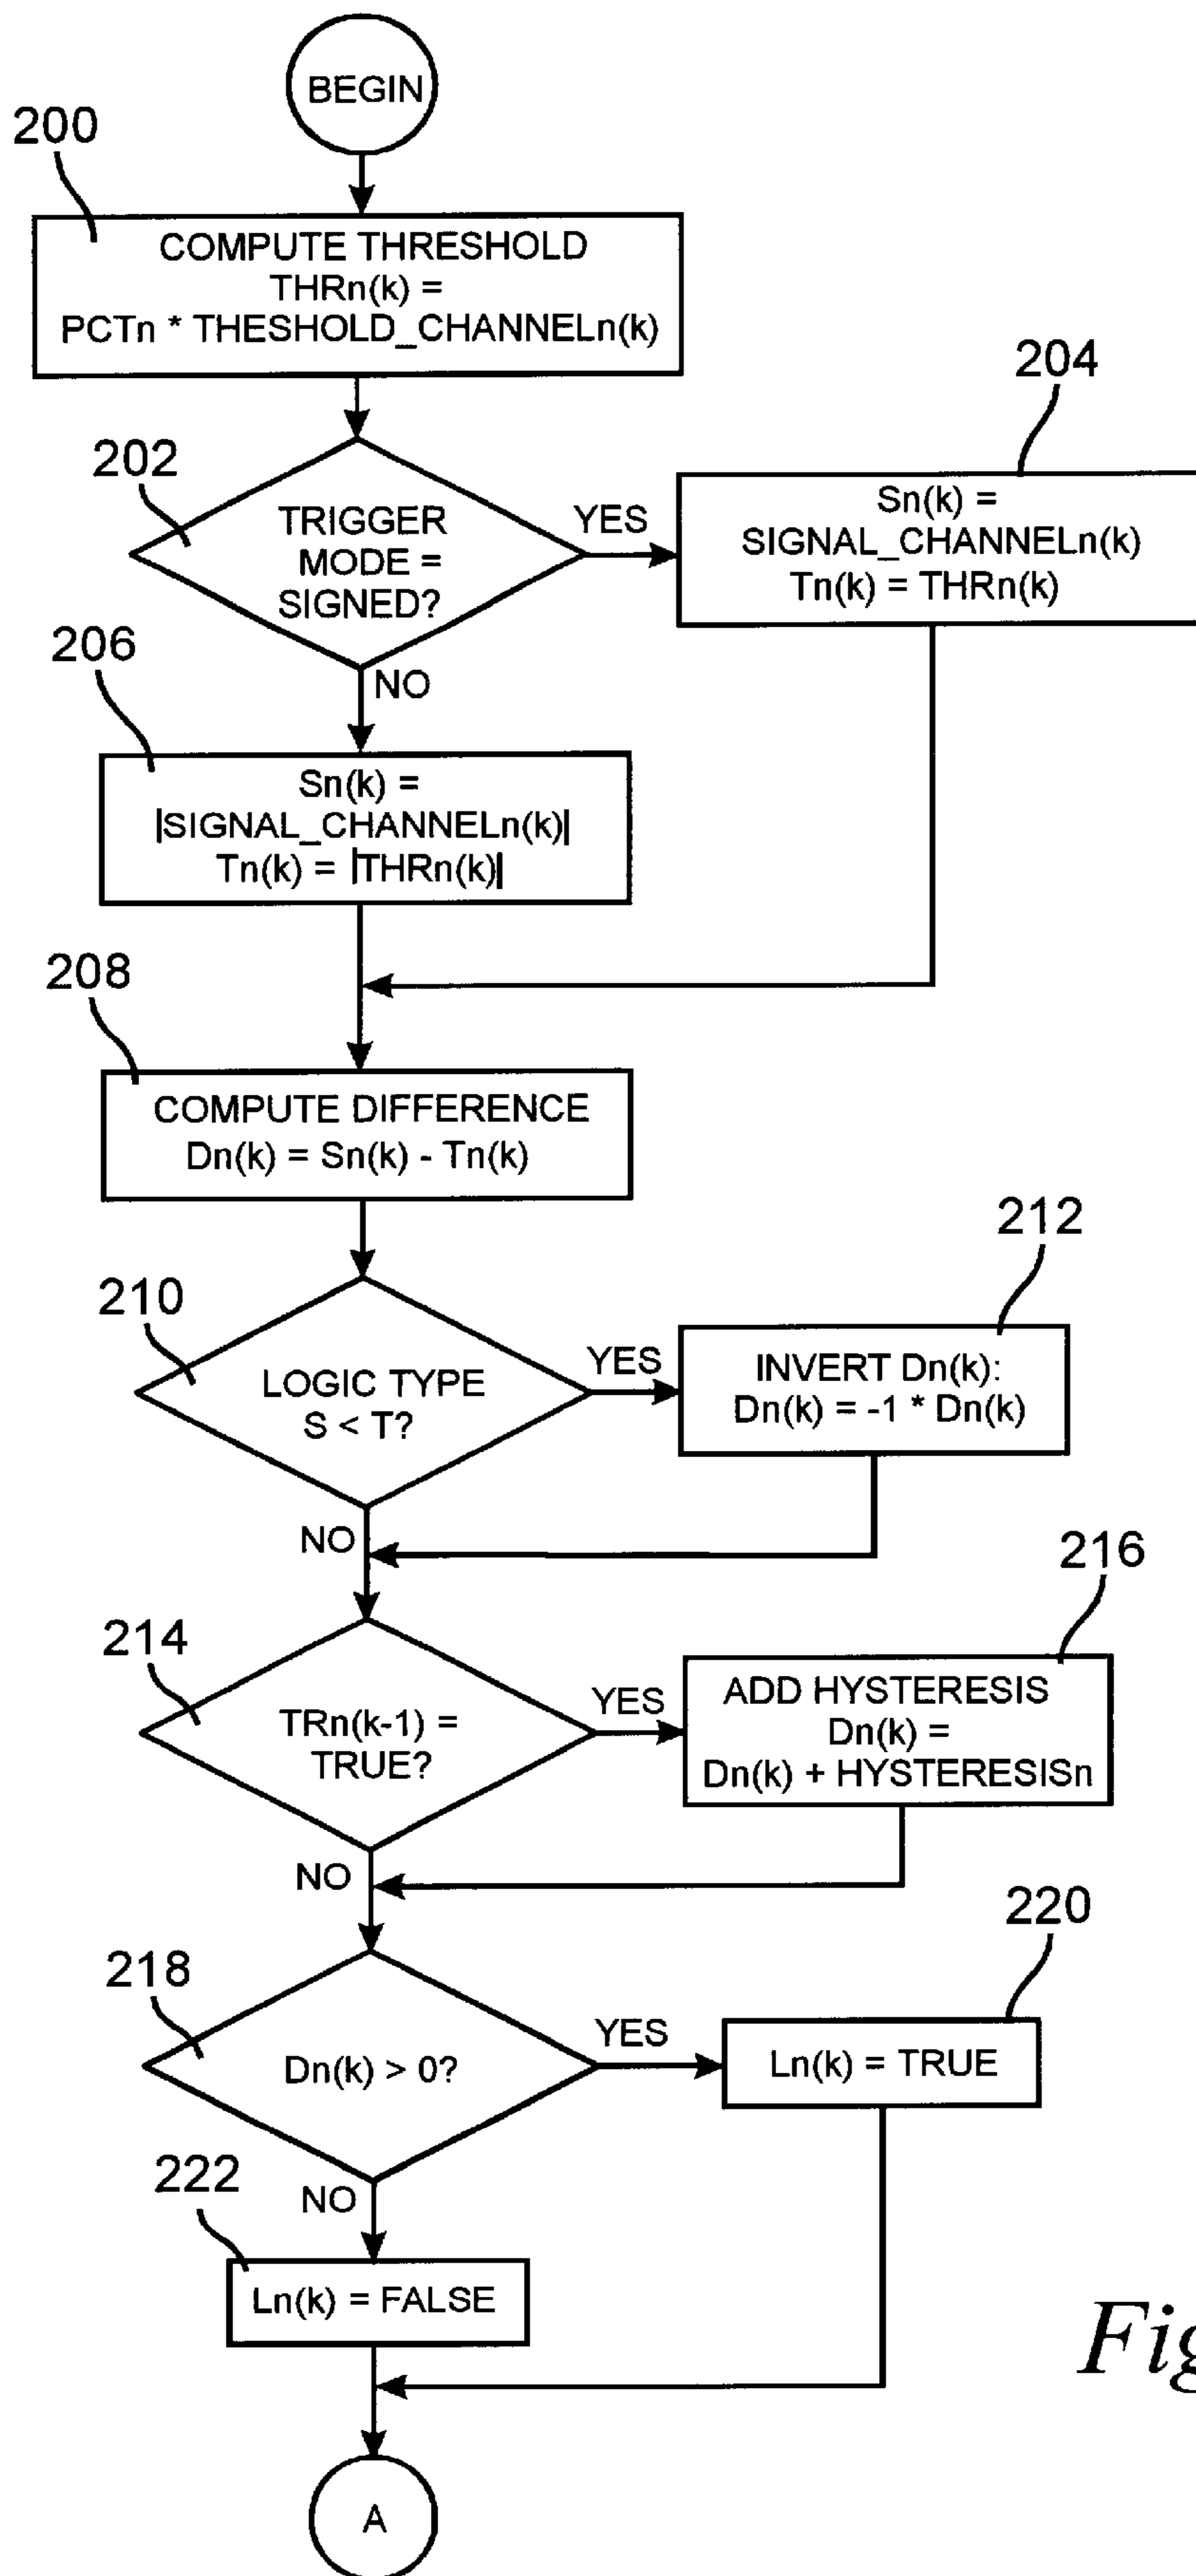 BEGIN
200
COMPUTE THRESHOLD
THRn(k) =
PCTn * THESHOLD_CHANNELn(k)
202
TRIGGER
MODE =
SIGNED?
YES
204
Sn(k) =
SIGNAL_CHANNELn(k)
Tn(k) = THRn(k)
NO
206
Sn(k) =
|SIGNAL_CHANNELn(k)|
Tn(k) = |THRn(k)|
208
COMPUTE DIFFERENCE
Dn(k) = Sn(k) - Tn(k)
210
LOGIC TYPE
S < T?
YES
212
INVERT Dn(k):
Dn(k) = -1 * Dn(k)
NO
214
TRn(k-1) =
TRUE?
YES
216
ADD HYSTERESIS
Dn(k) =
Dn(k) + HYSTERESISn
NO
218
Dn(k) > 0?
YES
220
Ln(k) = TRUE
NO
222
Ln(k) = FALSE
A